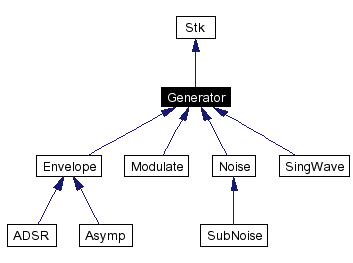 Stk
Generator
Envelope
Modulate
Noise
SingWave
ADSR
Asymp
SubNoise